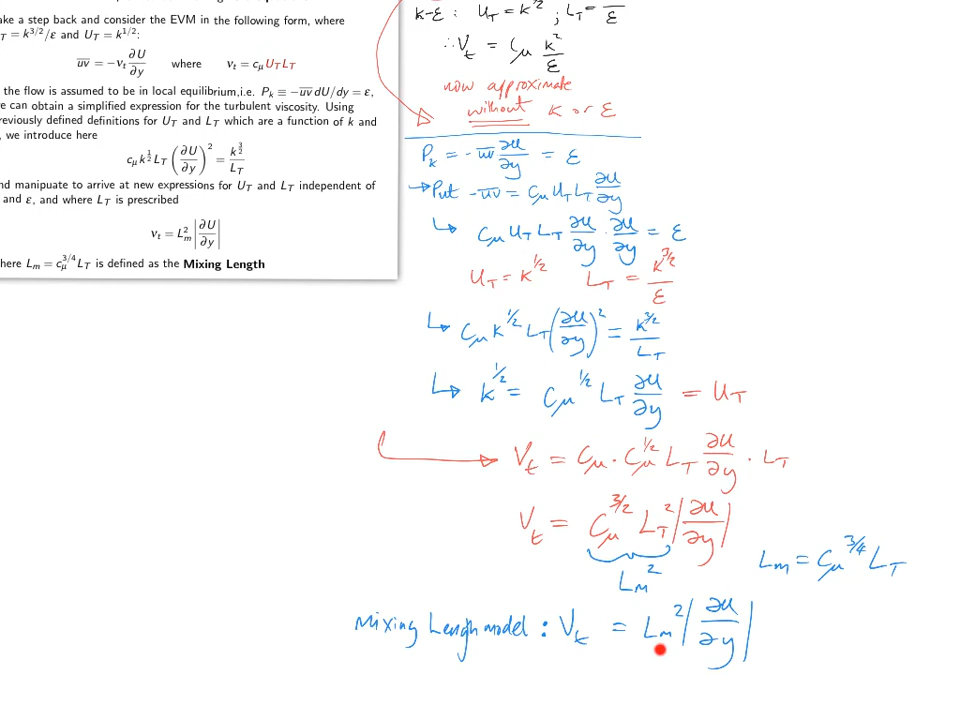 ake a step back and consider the EVM in the following form, where
T = k^{3/2}/ε and U_T = k^{1/2}:
\overline{uv} = −ν_t ∂U/∂y where ν_t = c_μ U_T L_T
the flow is assumed to be in local equilibrium,i.e. P_k ≡ −\overline{uv} dU/dy = ε,
e can obtain a simplified expression for the turbulent viscosity. Using
reviously defined definitions for U_T and L_T which are a function of k and
, we introduce here
c_μ k^{1/2} L_T (∂U/∂y)^2 = k^{3/2}/L_T
nd manipuate to arrive at new expressions for U_T and L_T independent of
and ε, and where L_T is prescribed
ν_t = L_m^2 |∂U/∂y|
here L_m = c_μ^{3/4} L_T is defined as the Mixing Length
k-ε : U_T = k^{1/2} ; L_T = /ε
∴ V_t = C_μ k^2/ε
now approximate
without k or ε
P_k = -\overline{uv} ∂u/∂y = ε
→ Put -\overline{uv} = C_μ U_T L_T ∂u/∂y
↳ C_μ U_T L_T ∂u/∂y · ∂u/∂y = ε
U_T = k^{1/2} L_T = k^{3/2}/ε
↳ C_μ k^{1/2} L_T (∂u/∂y)^2 = k^{3/2}/L_T
↳ k^{1/2} = C_μ^{1/2} L_T ∂u/∂y = U_T
V_t = C_μ · C_μ^{1/2} L_T ∂u/∂y · L_T
V_t = C_μ^{3/2} L_T^2 |∂u/∂y|
L_m^2
L_m = C_μ^{3/4} L_T
Mixing Length model : V_t = L_m^2 |∂u/∂y|